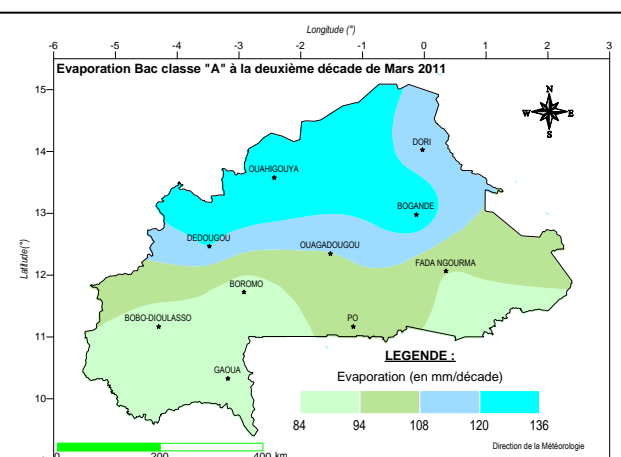 Longitude (°)
-6 -5 -4 -3 -2 -1 0 1 2 3
Evaporation Bac classe "A" à la deuxième décade de Mars 2011
15
N
W E
S
14
DORI
OUAHIGOUYA
13
BOGANDE
DEDOUGOU
OUAGADOUGOU
Latitude(°)
12
FADA NGOURMA
BOROMO
BOBO-DIOULASSO
PO
11
LEGENDE :
GAOUA
Evaporation (en mm/décade)
10
84 94 108 120 136
Direction de la Météorologie
0 200 400 km